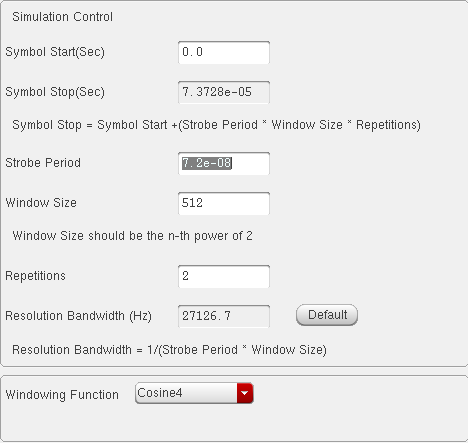 Simulation Control
Symbol Start(Sec) 0.0
Symbol Stop(Sec) 7.3728e-05
Symbol Stop = Symbol Start +(Strobe Period * Window Size * Repetitions)
Strobe Period 7.2e-08
Window Size 512
Window Size should be the n-th power of 2
Repetitions 2
Resolution Bandwidth (Hz) 27126.7 Default
Resolution Bandwidth = 1/(Strobe Period * Window Size)
Windowing Function Cosine4